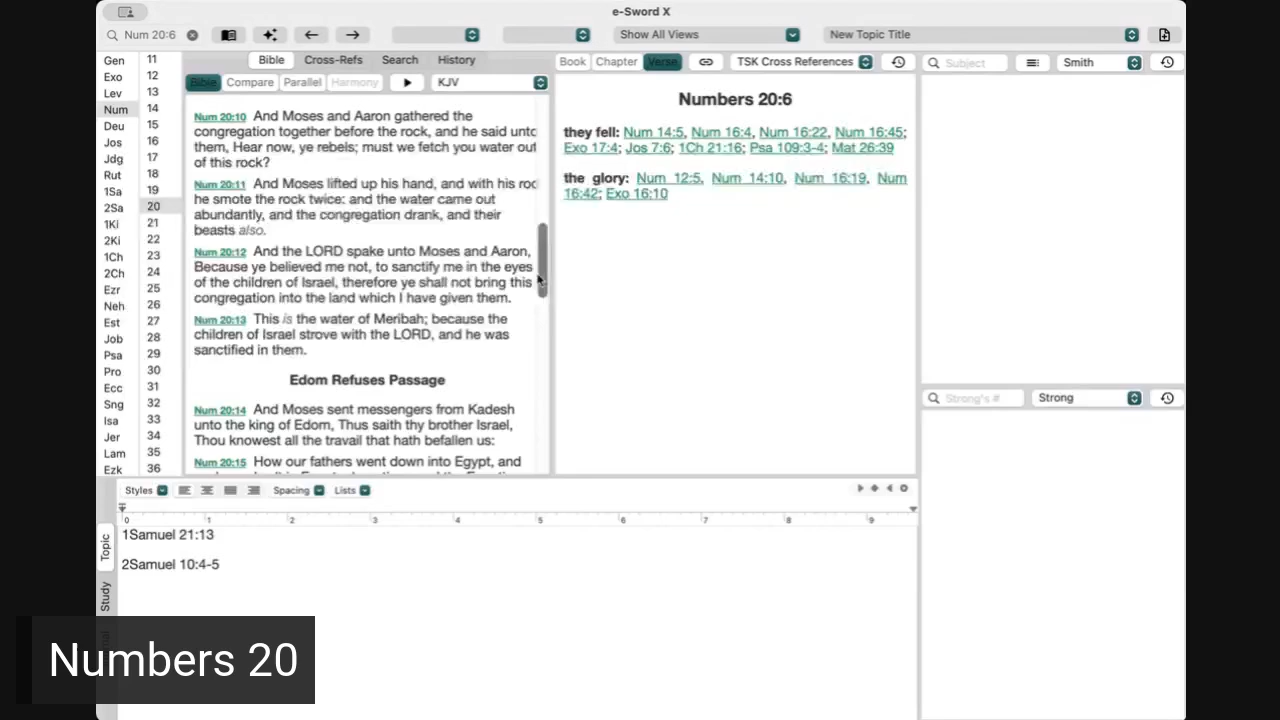 e-Sword X
Num 20:6
Show All Views
New Topic Title
Gen
Exo
Lev
Num
Deu
Jos
Jdg
Rut
1Sa
2Sa
1Ki
2Ki
1Ch
2Ch
Ezr
Neh
Est
Job
Psa
Pro
Ecc
Sng
Isa
Jer
Lam
Ezk
11
12
13
14
15
16
17
18
19
20
21
22
23
24
25
26
27
28
29
30
31
32
33
34
35
36
Bible Cross-Refs Search History
Bible Compare Parallel Harmony KJV
Num 20:10 And Moses and Aaron gathered the
congregation together before the rock, and he said unto
them, Hear now, ye rebels; must we fetch you water out
of this rock?
Num 20:11 And Moses lifted up his hand, and with his rod
he smote the rock twice: and the water came out
abundantly, and the congregation drank, and their
beasts also.
Num 20:12 And the LORD spake unto Moses and Aaron,
Because ye believed me not, to sanctify me in the eyes
of the children of Israel, therefore ye shall not bring this
congregation into the land which I have given them.
Num 20:13 This is the water of Meribah; because the
children of Israel strove with the LORD, and he was
sanctified in them.
Edom Refuses Passage
Num 20:14 And Moses sent messengers from Kadesh
unto the king of Edom, Thus saith thy brother Israel,
Thou knowest all the travail that hath befallen us:
Num 20:15 How our fathers went down into Egypt, and
Book Chapter Verse TSK Cross References
Numbers 20:6
they fell: Num 14:5, Num 16:4, Num 16:22, Num 16:45;
Exo 17:4; Jos 7:6; 1Ch 21:16; Psa 109:3-4; Mat 26:39
the glory: Num 12:5, Num 14:10, Num 16:19, Num
16:42; Exo 16:10
Subject Smith
Strong's # Strong
Styles Spacing Lists
0 1 2 3 4 5 6 7 8 9
Topic
Study
1Samuel 21:13
2Samuel 10:4-5
Numbers 20